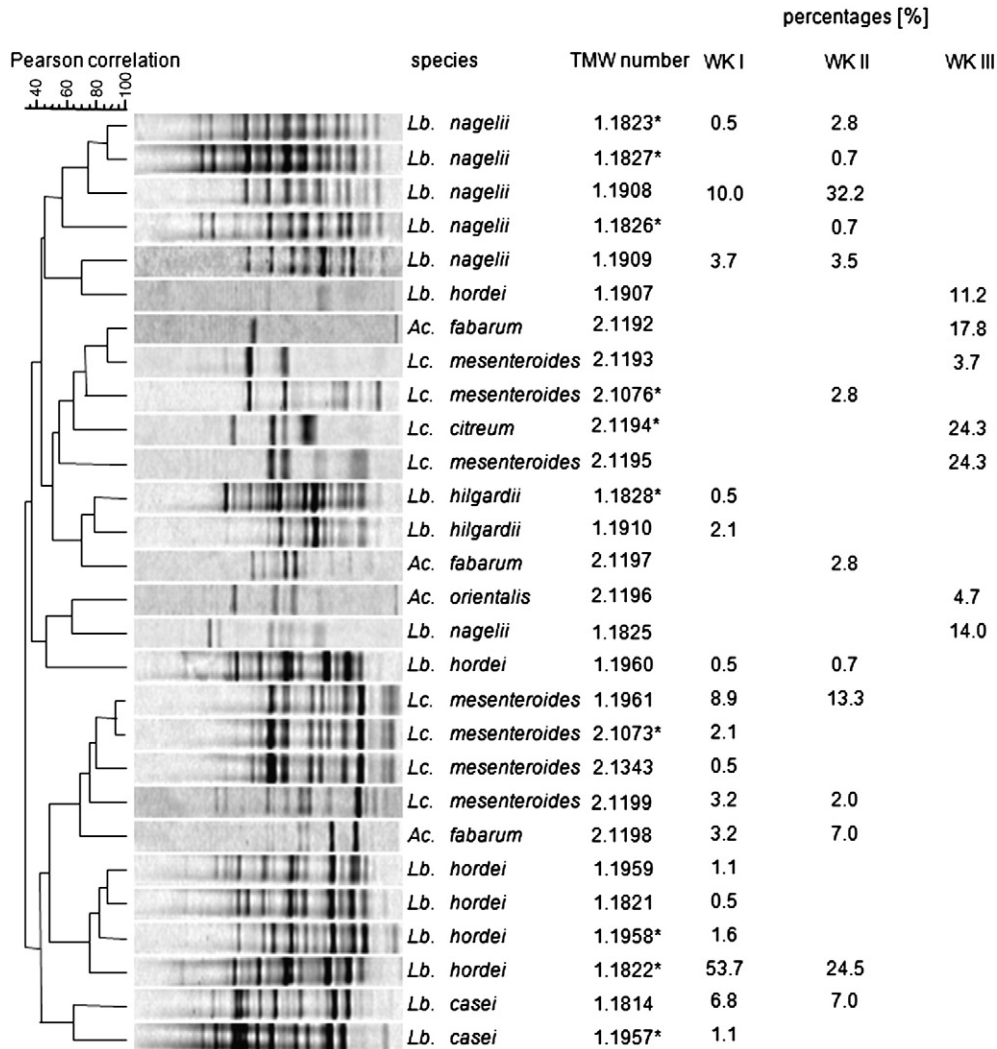 percentages [%]
Pearson correlation species TMW number WK I WK II WK III
40 60 80 100
Lb. nagelii 1.1823* 0.5 2.8
Lb. nagelii 1.1827* 0.7
Lb. nagelii 1.1908 10.0 32.2
Lb. nagelii 1.1826* 0.7
Lb. nagelii 1.1909 3.7 3.5
Lb. hordei 1.1907 11.2
Ac. fabarum 2.1192 17.8
Lc. mesenteroides 2.1193 3.7
Lc. mesenteroides 2.1076* 2.8
Lc. citreum 2.1194* 24.3
Lc. mesenteroides 2.1195 24.3
Lb. hilgardii 1.1828* 0.5
Lb. hilgardii 1.1910 2.1
Ac. fabarum 2.1197 2.8
Ac. orientalis 2.1196 4.7
Lb. nagelii 1.1825 14.0
Lb. hordei 1.1960 0.5 0.7
Lc. mesenteroides 1.1961 8.9 13.3
Lc. mesenteroides 2.1073* 2.1
Lc. mesenteroides 2.1343 0.5
Lc. mesenteroides 2.1199 3.2 2.0
Ac. fabarum 2.1198 3.2 7.0
Lb. hordei 1.1959 1.1
Lb. hordei 1.1821 0.5
Lb. hordei 1.1958* 1.6
Lb. hordei 1.1822* 53.7 24.5
Lb. casei 1.1814 6.8 7.0
Lb. casei 1.1957* 1.1